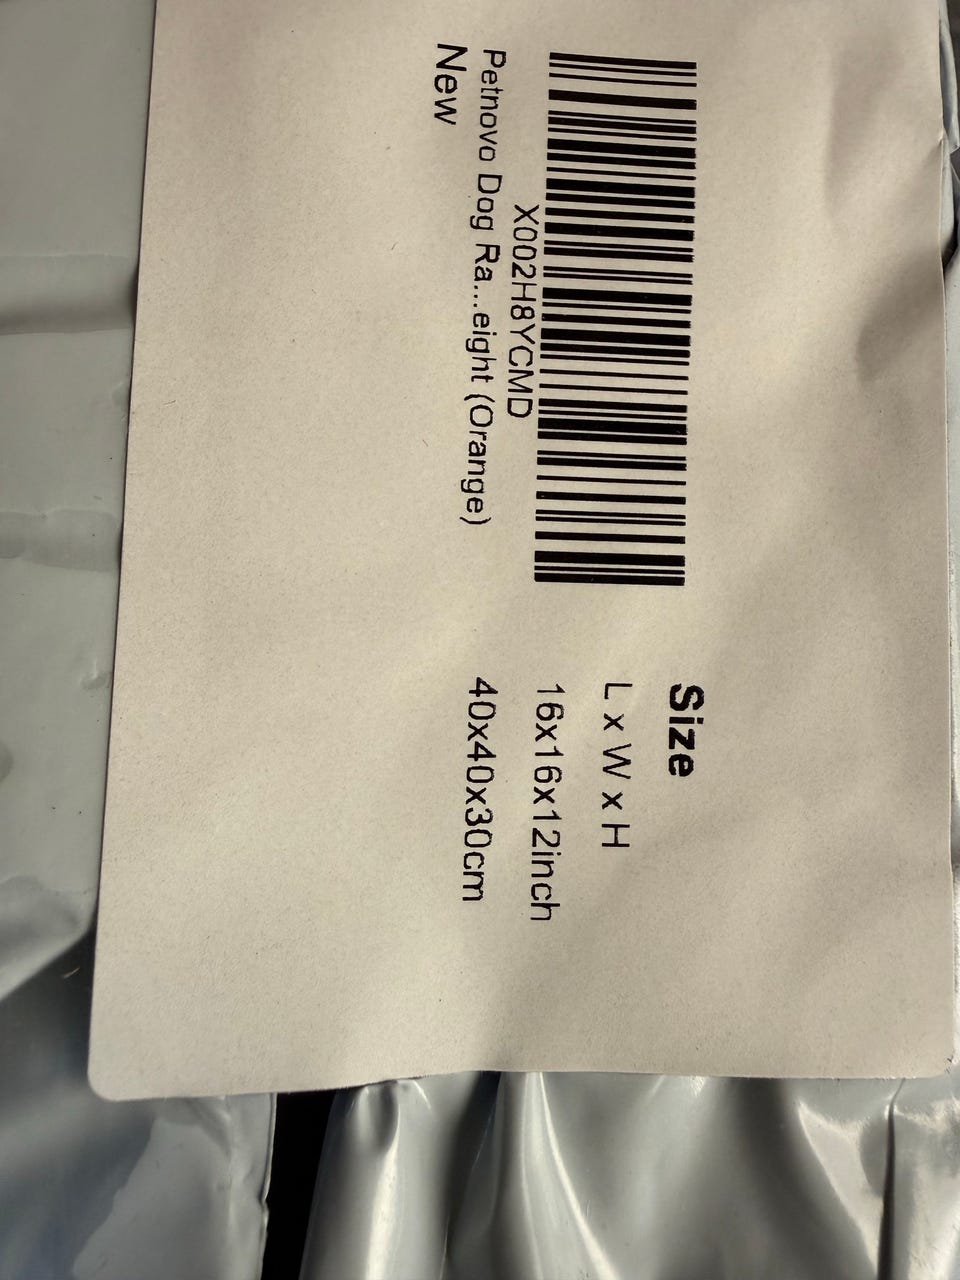 X002H8YCMD
Petnovo Dog Ra...eight (Orange)
New
Size
L x W x H
16x16x12inch
40x40x30cm